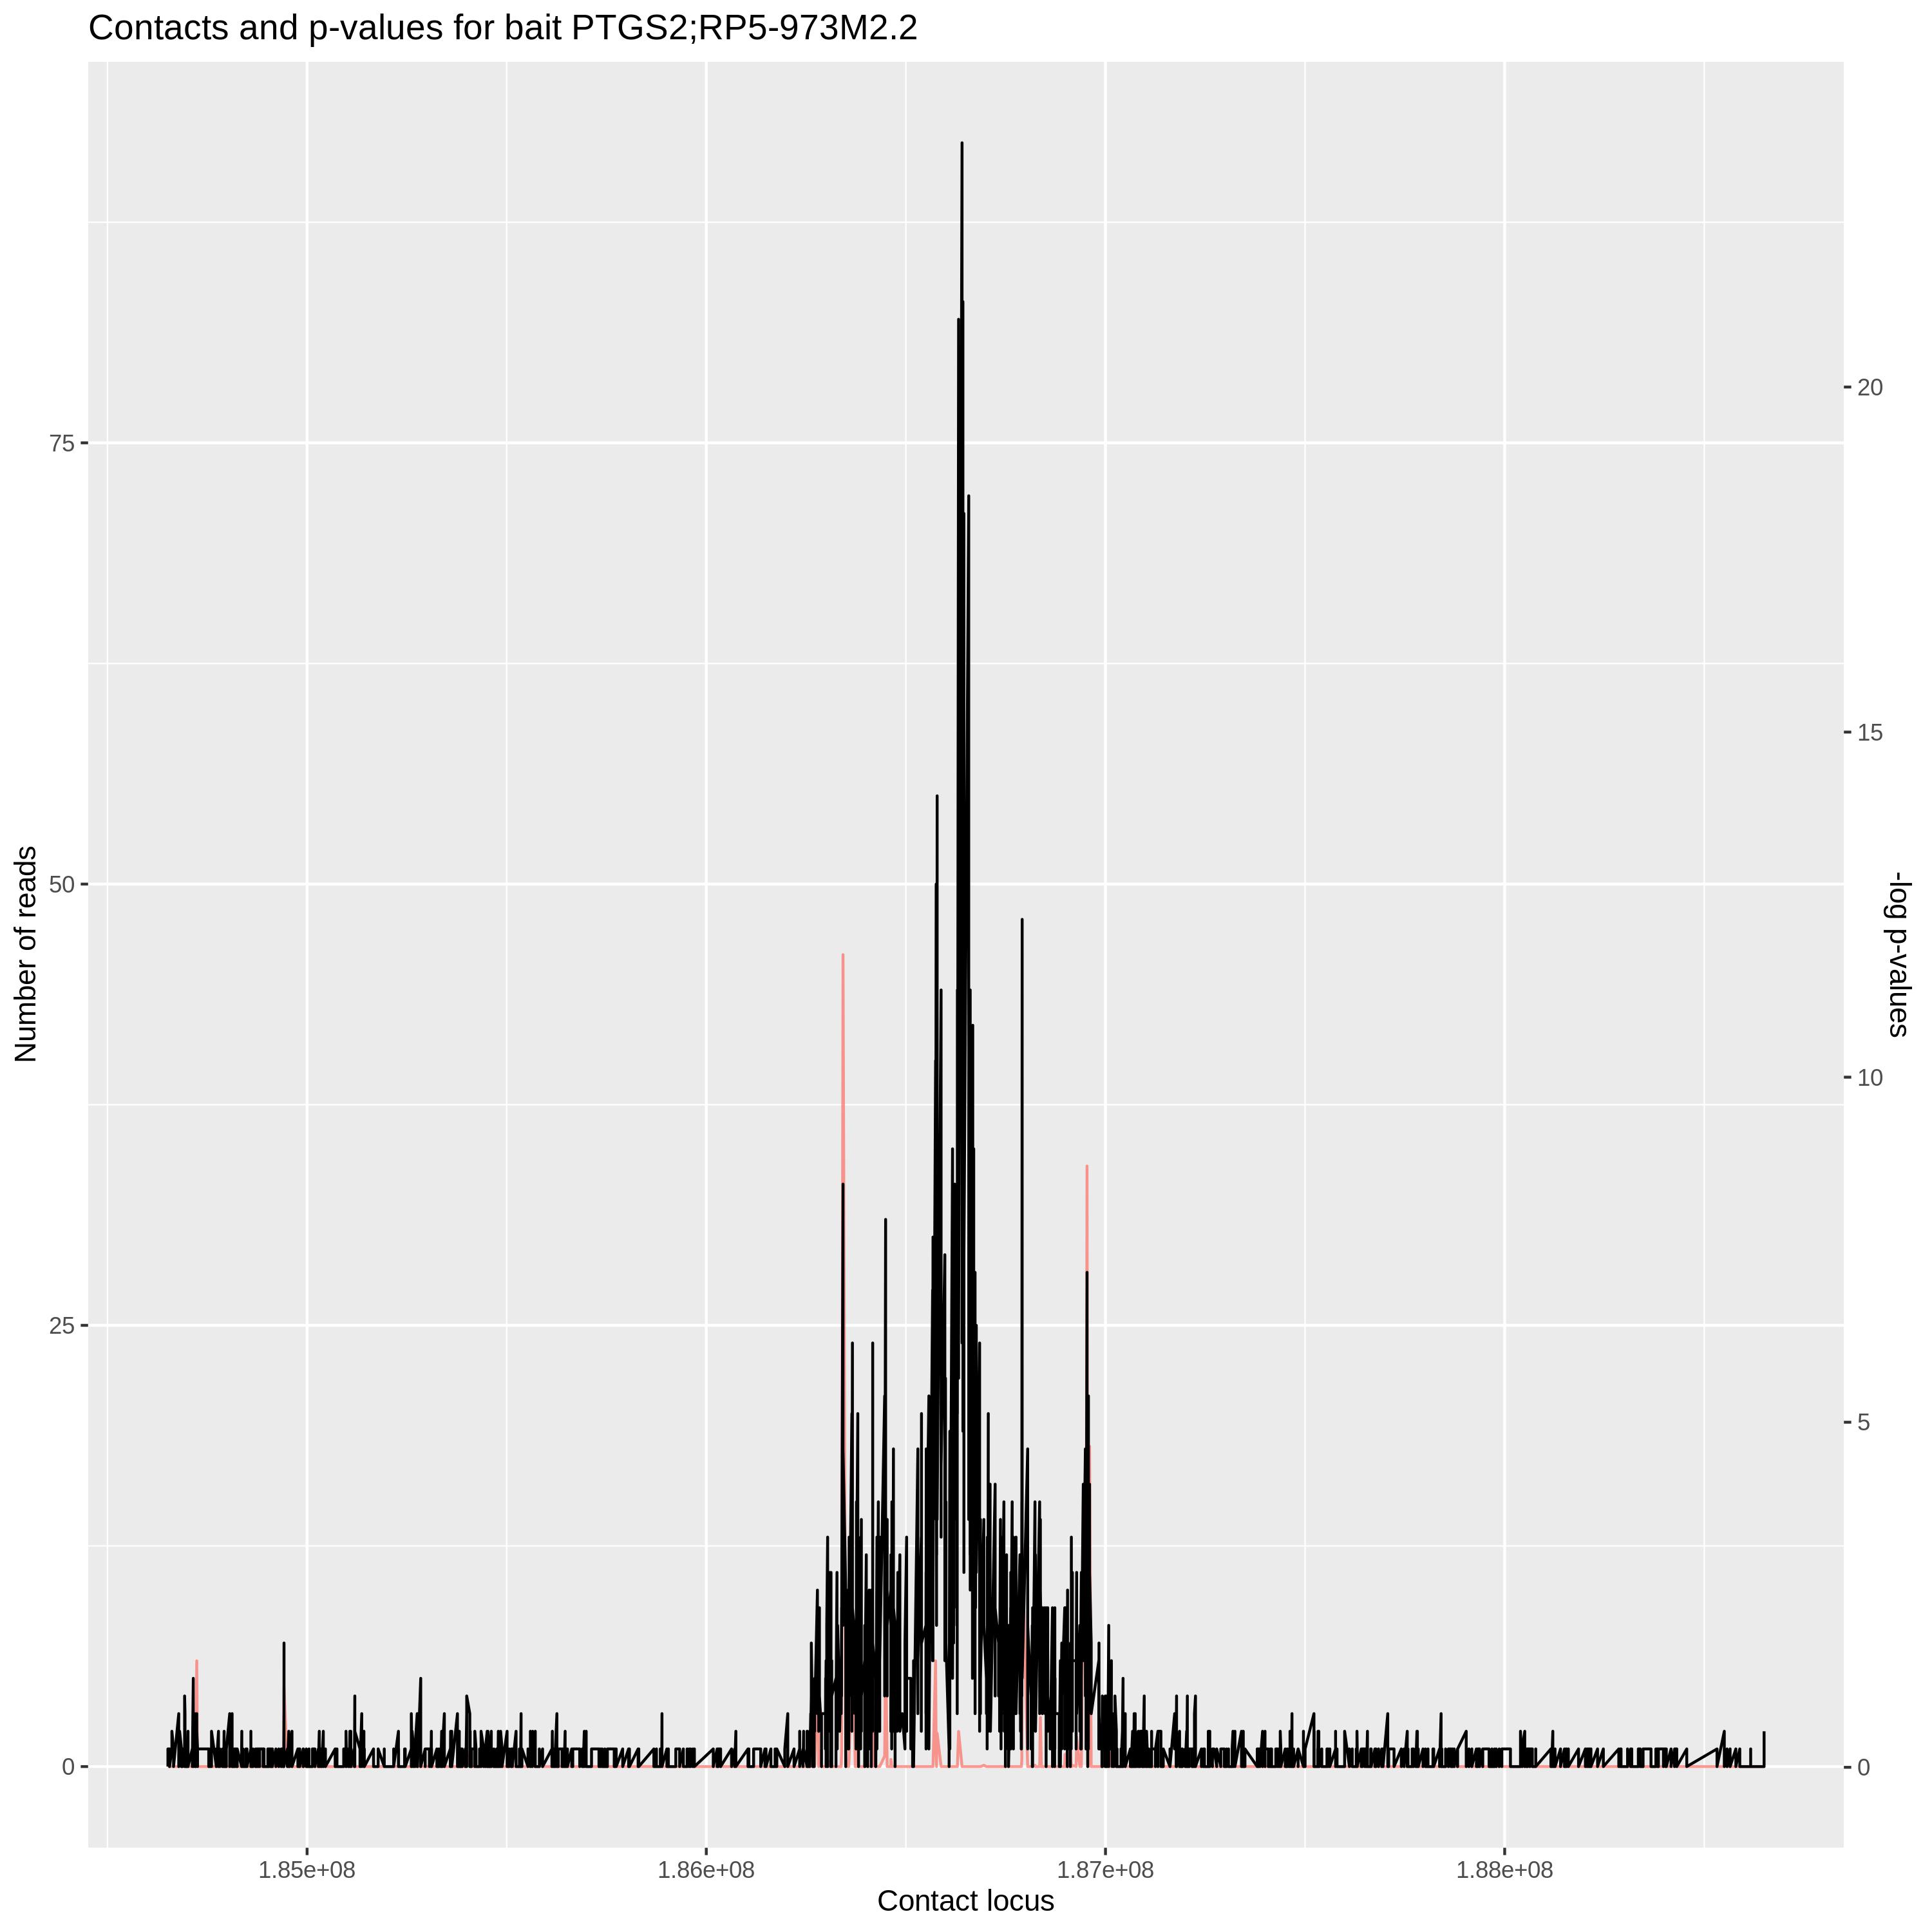 Contacts and p-values for bait PTGS2;RP5-973M2.2
75
50
25
0
20
15
10
5
0
Number of reads
-log p-values
1.85e+08
1.86e+08
1.87e+08
1.88e+08
Contact locus